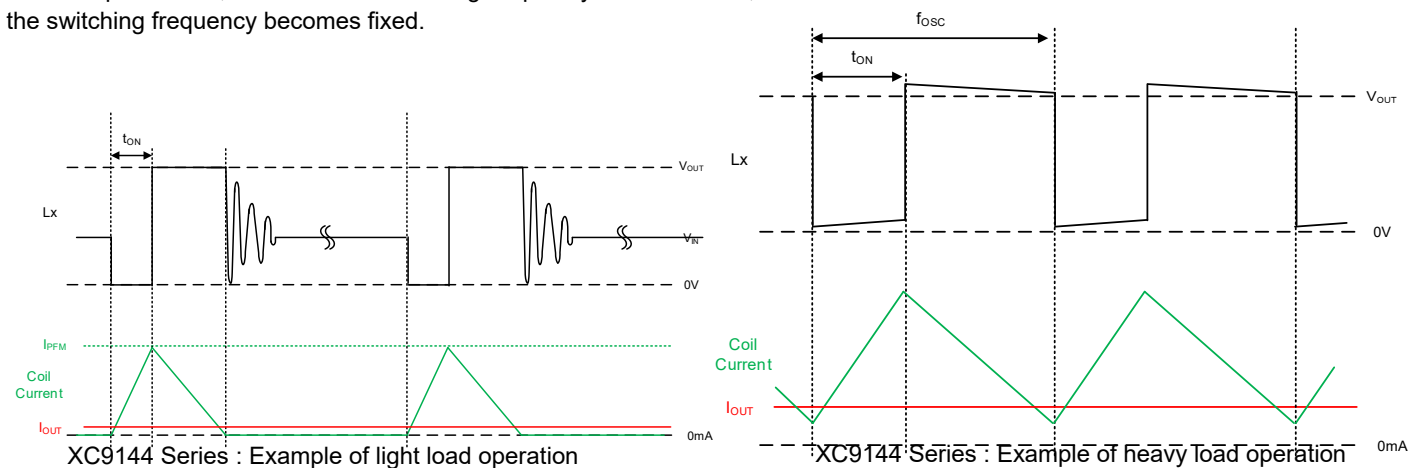 the switching frequency becomes fixed.
tON
Lx
VOUT
VIN
0V
IPFM
Coil
Current
IOUT
0mA
XC9144 Series : Example of light load operation
fOSC
tON
VOUT
Lx
0V
Coil
Current
IOUT
0mA
XC9144 Series : Example of heavy load operation